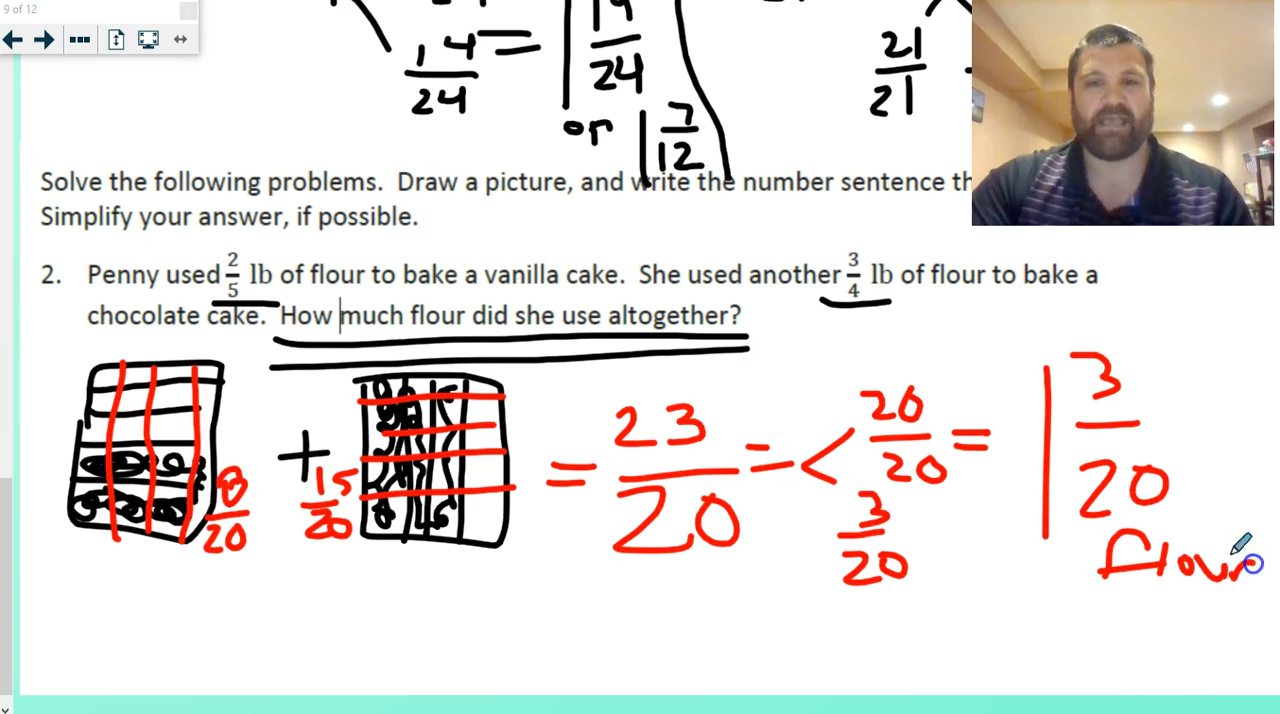 9 of 12
14/24 = 1 14/24
or 1 7/12
21/21
Solve the following problems. Draw a picture, and write the number sentence th
Simplify your answer, if possible.
2. Penny used 2/5 lb of flour to bake a vanilla cake. She used another 3/4 lb of flour to bake a
chocolate cake. How much flour did she use altogether?
8/20 + 15/20 = 23/20 = < 20/20 3/20 = 1 3/20
flour